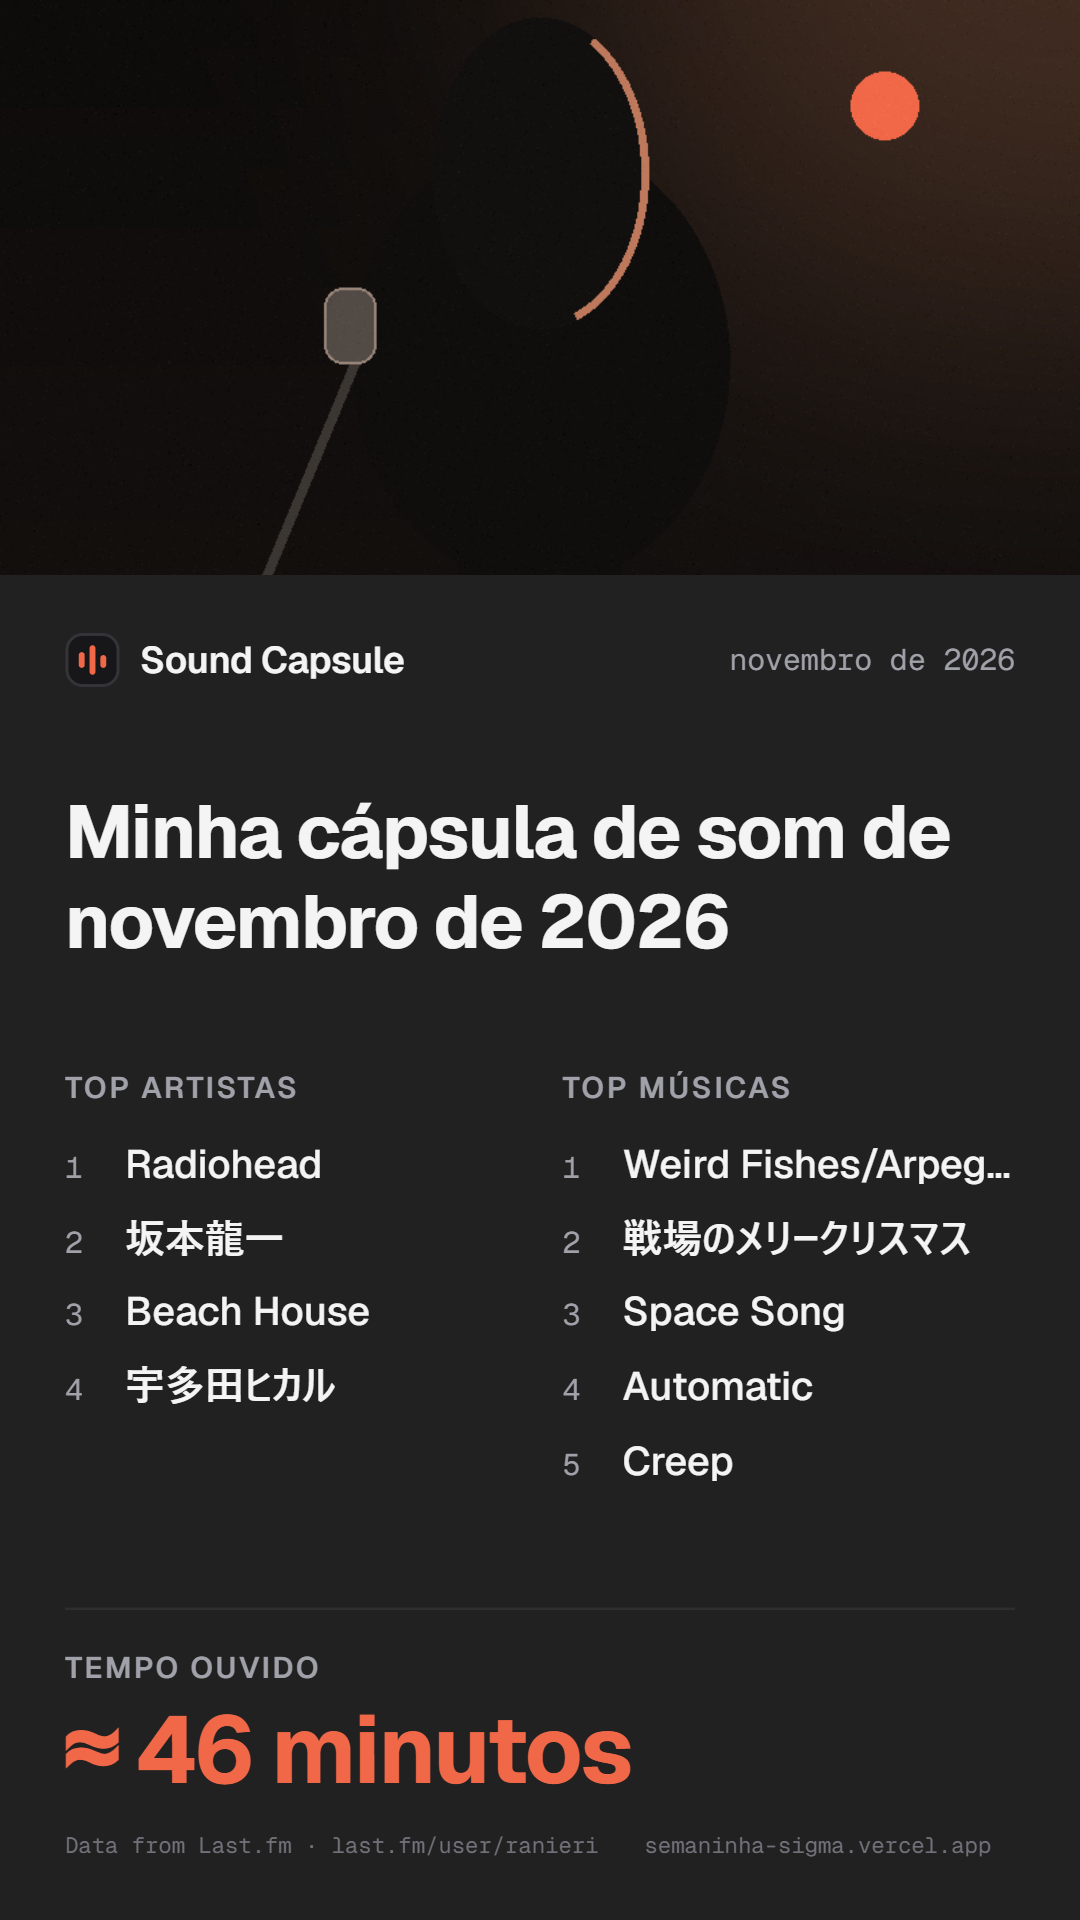 Sound Capsule
novembro de 2026
Minha cápsula de som de
novembro de 2026
TOP ARTISTAS
1 Radiohead
2 坂本龍一
3 Beach House
4 宇多田ヒカル
TOP MÚSICAS
1 Weird Fishes/Arpeg...
2 戦場のメリークリスマス
3 Space Song
4 Automatic
5 Creep
TEMPO OUVIDO
≈ 46 minutos
Data from Last.fm · last.fm/user/ranieri
semaninha-sigma.vercel.app